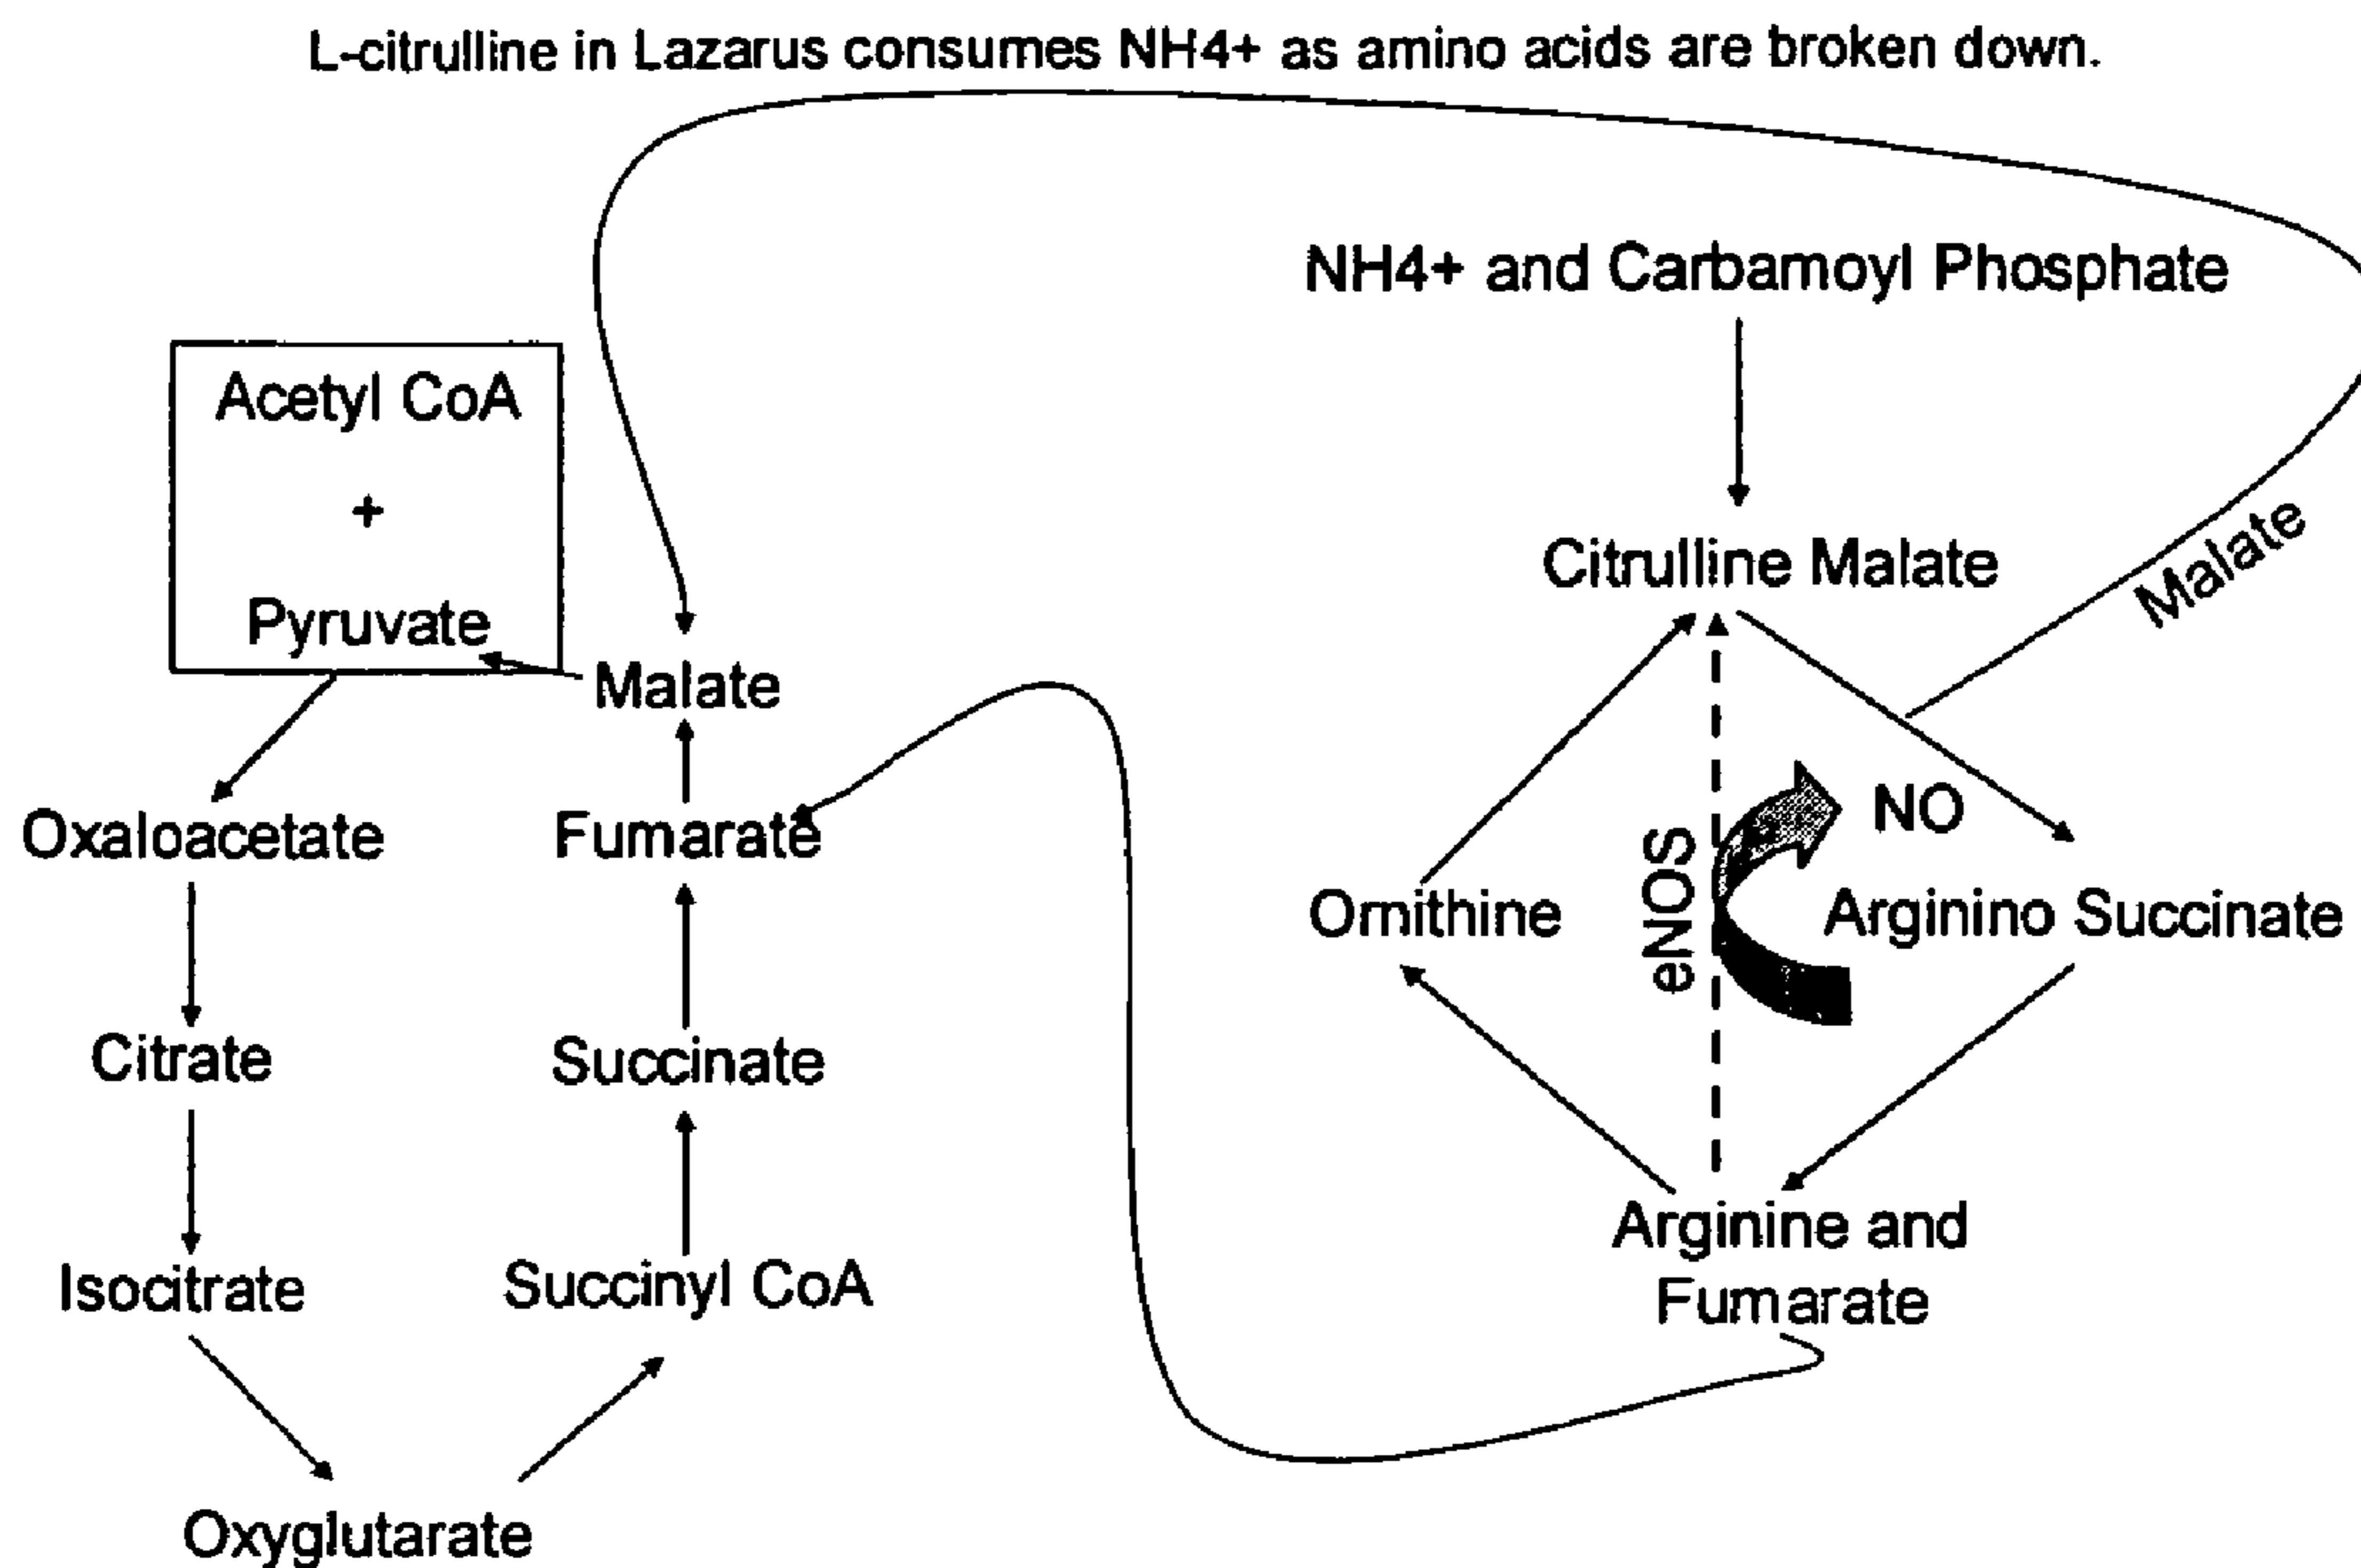 L-citrulline in Lazarus consumes NH4+ as amino acids are broken down.
NH4+ and Carbamoyl Phosphate
Acetyl CoA
+
Pyruvate
Citrulline Malate
Malate
Malate
Oxaloacetate
Fumarate
NO
eNOS
Ornithine
Arginino Succinate
Citrate
Succinate
Isocitrate
Succinyl CoA
Arginine and
Fumarate
Oxyglutarate